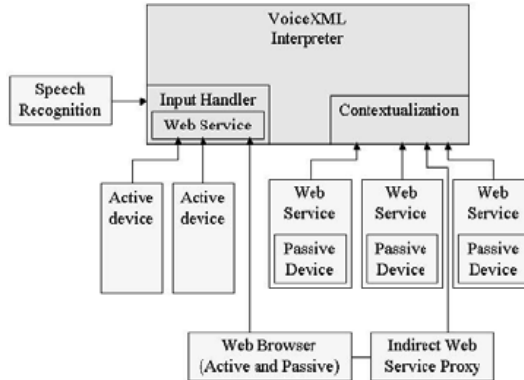 VoiceXML
Interpreter
Speech
Recognition
Input Handler
Web Service
Contextualization
Active
device
Active
device
Web
Service
Passive
Device
Web
Service
Passive
Device
Web
Service
Passive
Device
Web Browser
(Active and Passive)
Indirect Web
Service Proxy